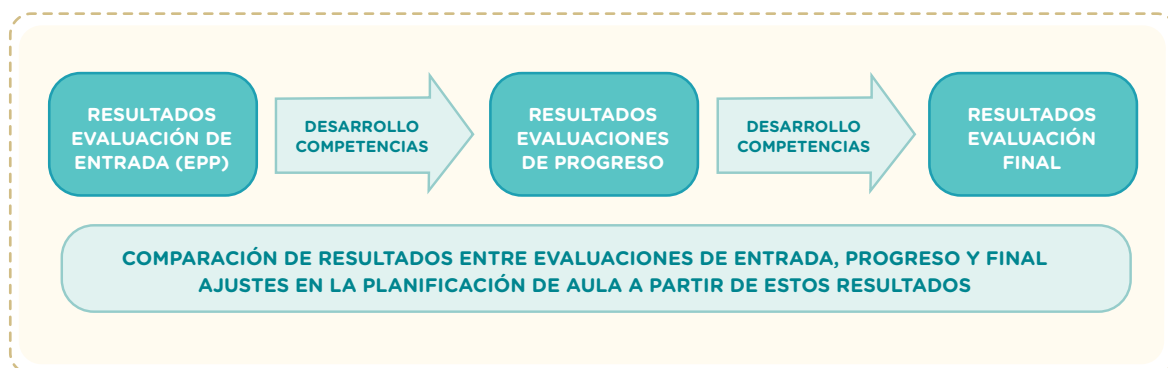 RESULTADOS
EVALUACIÓN DE
ENTRADA (EPP)
DESARROLLO
COMPETENCIAS
RESULTADOS
EVALUACIONES
DE PROGRESO
DESARROLLO
COMPETENCIAS
RESULTADOS
EVALUACIÓN
FINAL
COMPARACIÓN DE RESULTADOS ENTRE EVALUACIONES DE ENTRADA, PROGRESO Y FINAL
AJUSTES EN LA PLANIFICACIÓN DE AULA A PARTIR DE ESTOS RESULTADOS